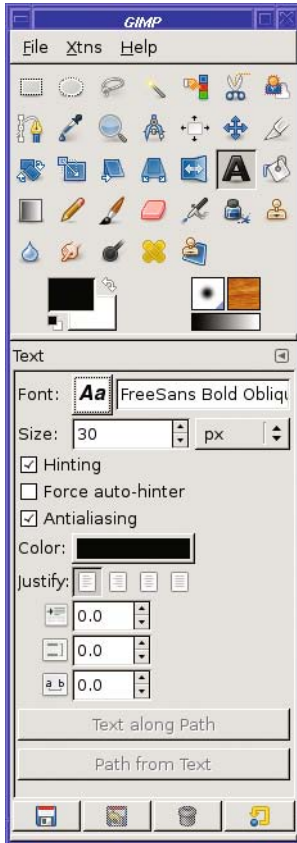 GIMP
File Xtns Help
A
Text
Font: Aa FreeSans Bold Obliqu
Size: 30 px
Hinting
Force auto-hinter
Antialiasing
Color:
Justify:
0.0
0.0
a b 0.0
Text along Path
Path from Text